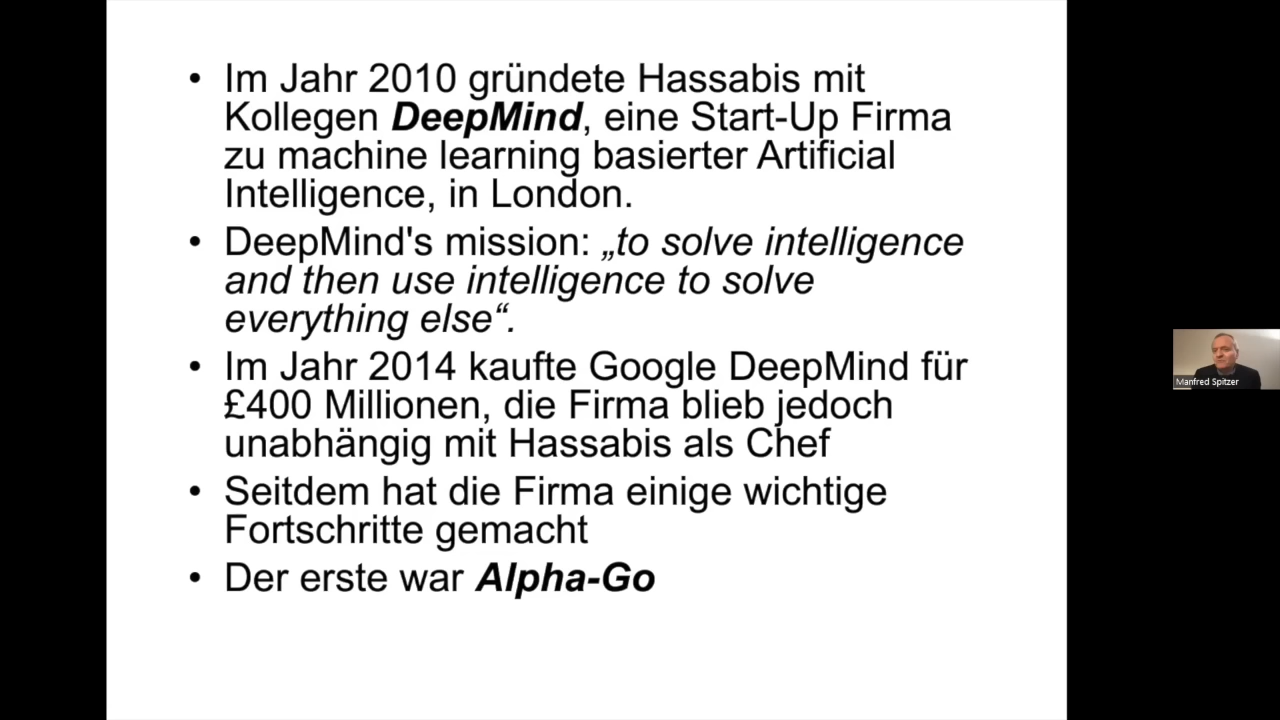 • Im Jahr 2010 gründete Hassabis mit
Kollegen DeepMind, eine Start-Up Firma
zu machine learning basierter Artificial
Intelligence, in London.
• DeepMind's mission: „to solve intelligence
and then use intelligence to solve
everything else“.
• Im Jahr 2014 kaufte Google DeepMind für
£400 Millionen, die Firma blieb jedoch
unabhängig mit Hassabis als Chef
• Seitdem hat die Firma einige wichtige
Fortschritte gemacht
• Der erste war Alpha-Go
Manfred Spitzer